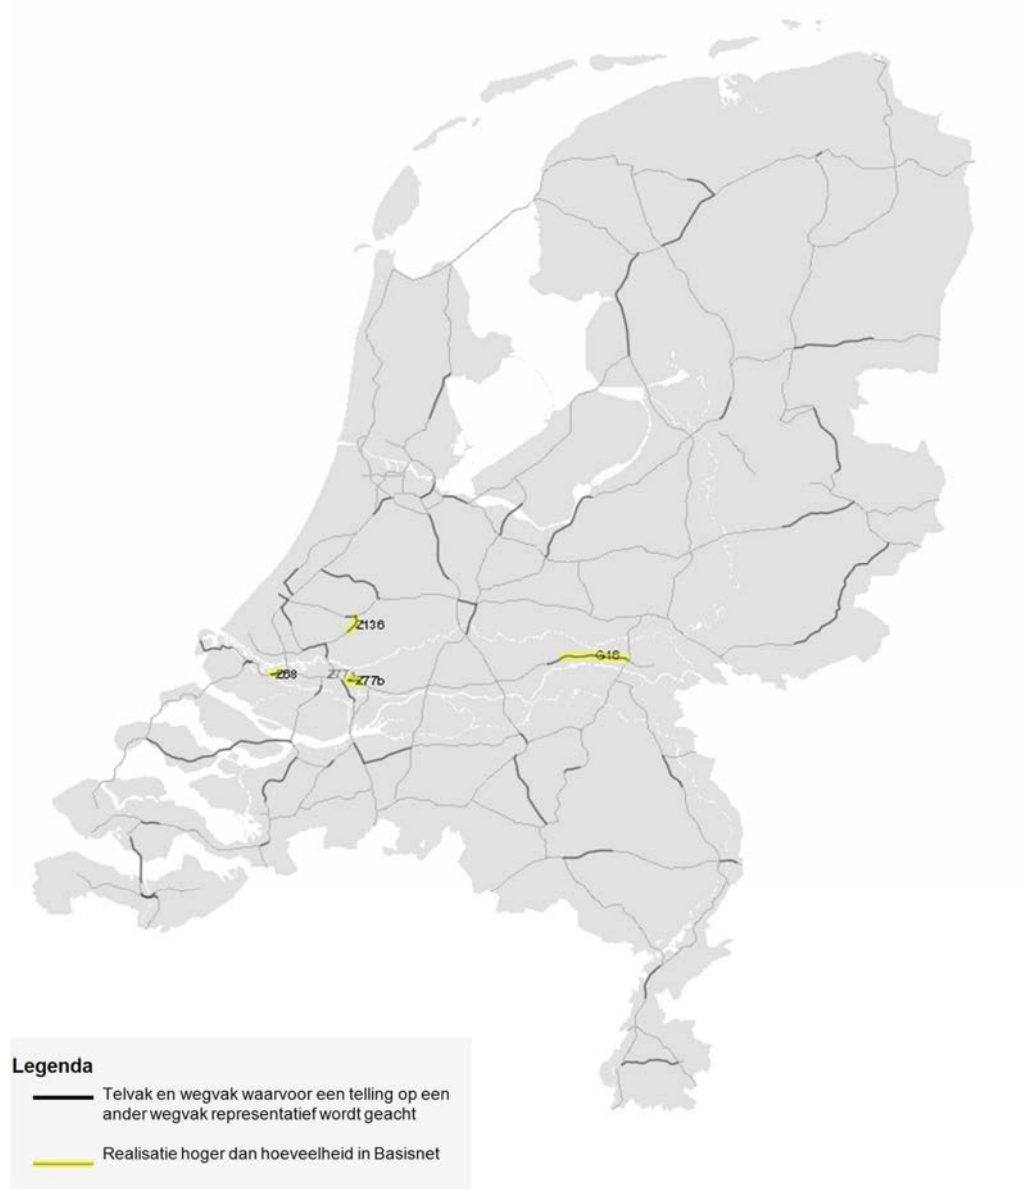 Z136
G16
Z68
Z77b
Legenda
Telvak en wegvak waarvoor een telling op een
ander wegvak representatief wordt geacht
Realisatie hoger dan hoeveelheid in Basisnet